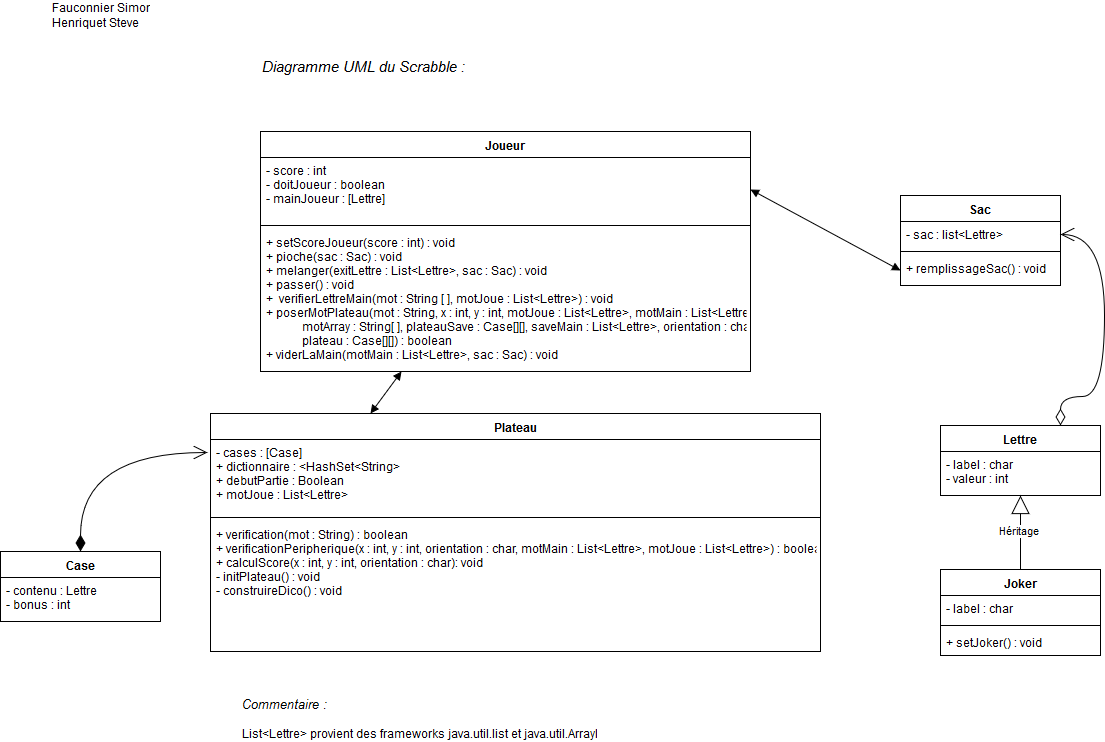 Fauconnier Simor
Henriquet Steve
Diagramme UML du Scrabble :
Joueur
- score : int
- doitJoueur : boolean
- mainJoueur : [Lettre]
+ setScoreJoueur(score : int) : void
+ pioche(sac : Sac) : void
+ melanger(exitLettre : List<Lettre>, sac : Sac) : void
+ passer() : void
+ verifierLettreMain(mot : String [ ], motJoue : List<Lettre>) : void
+ poserMotPlateau(mot : String, x : int, y : int, motJoue : List<Lettre>, motMain : List<Lettre
motArray : String[ ], plateauSave : Case[][], saveMain : List<Lettre>, orientation : cha
plateau : Case[][]) : boolean
+ viderLaMain(motMain : List<Lettre>, sac : Sac) : void
Sac
- sac : list<Lettre>
+ remplissageSac() : void
Plateau
- cases : [Case]
+ dictionnaire : <HashSet<String>
+ debutPartie : Boolean
+ motJoue : List<Lettre>
+ verification(mot : String) : boolean
+ verificationPeripherique(x : int, y : int, orientation : char, motMain : List<Lettre>, motJoue : List<Lettre>) : boolea
+ calculScore(x : int, y : int, orientation : char): void
- initPlateau() : void
- construireDico() : void
Lettre
- label : char
- valeur : int
Héritage
Case
- contenu : Lettre
- bonus : int
Joker
- label : char
+ setJoker() : void
Commentaire :
List<Lettre> provient des frameworks java.util.list et java.util.Arrayl